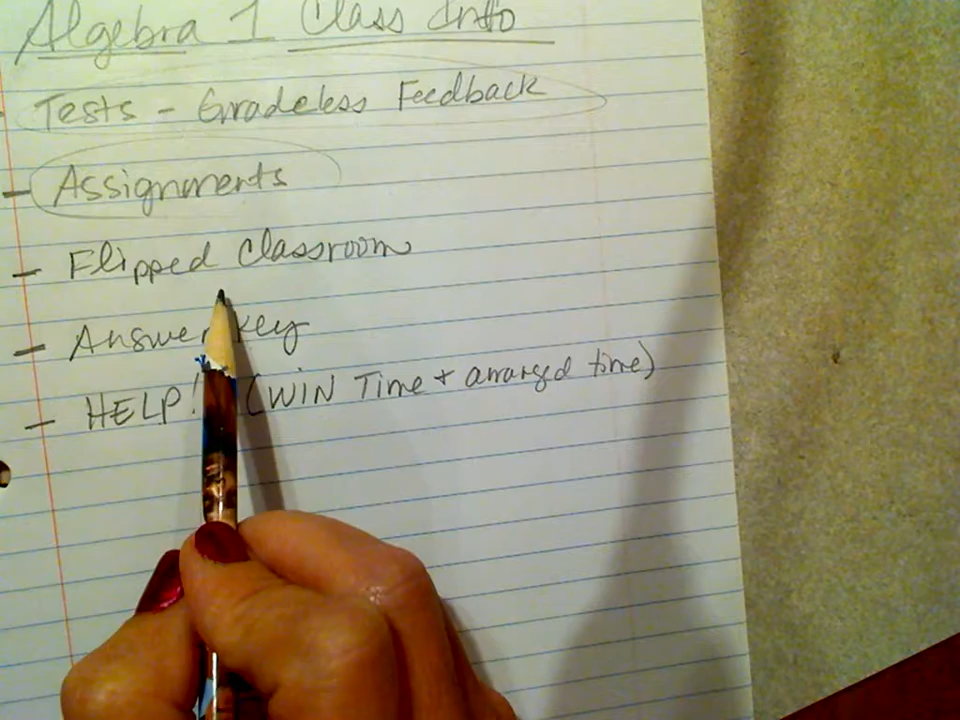 Algebra 1 Class Info
Tests - Gradeless Feedback
- Assignments
- Flipped Classroom
- Answer Key
- HELP! (WIN Time + arranged time)